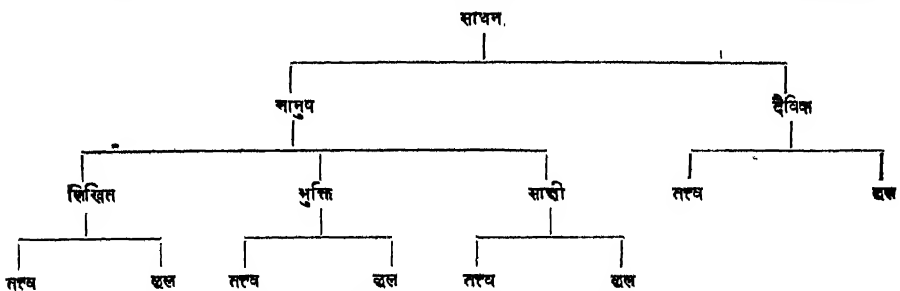 साधन
मानुष दैविक
लिखित भुक्ति साक्षी तत्त्व छल
तत्त्व छल तत्त्व छल तत्त्व छल